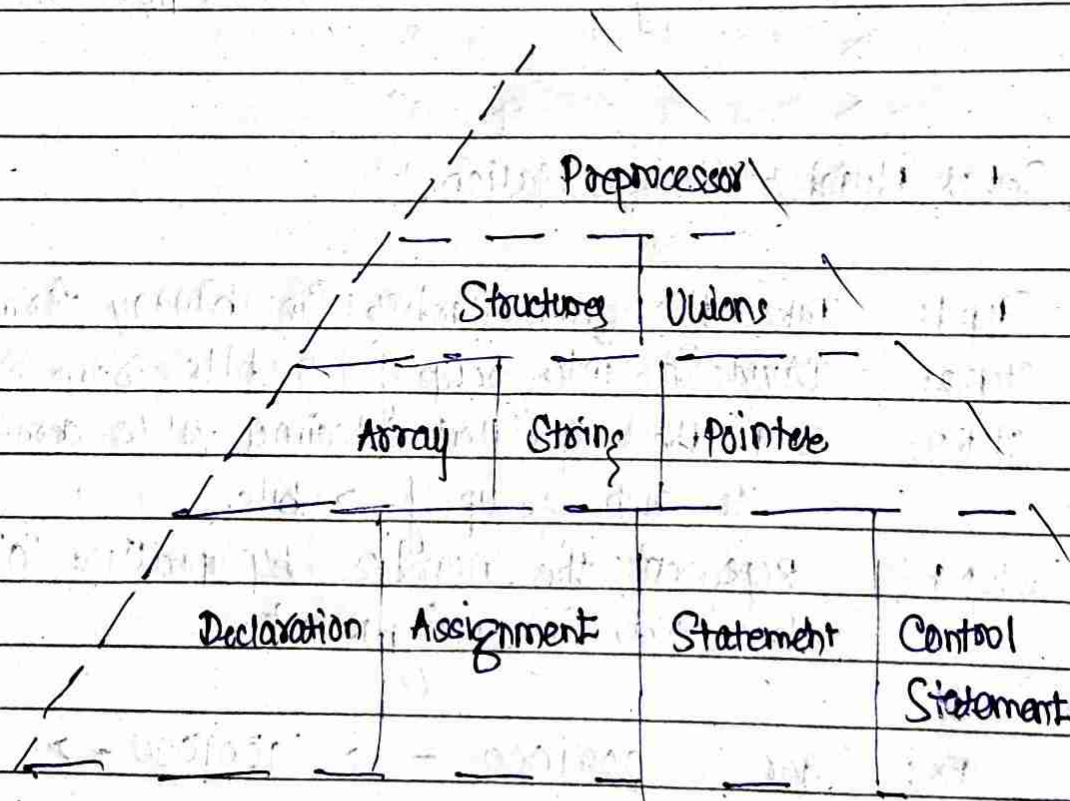 Preprocessor
Structures Unions
Array String Pointers
Declaration Assignment Statement Control
Statement